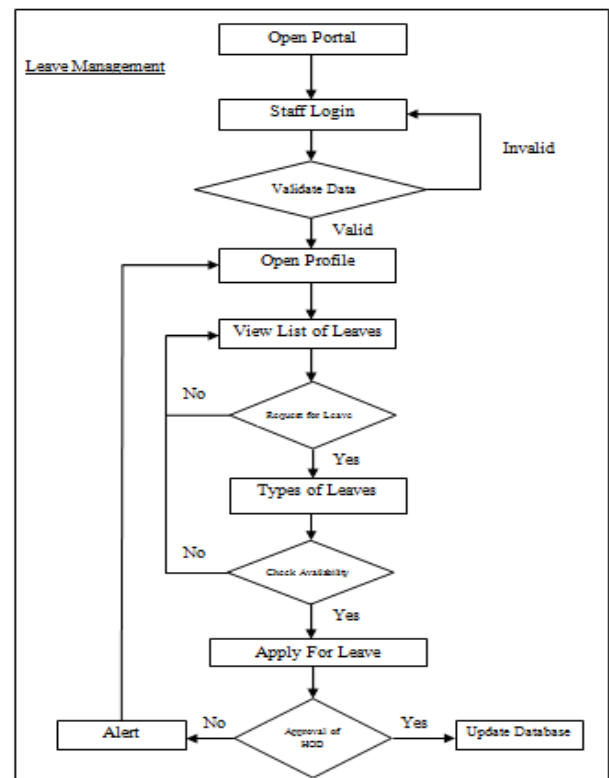 Open Portal
Leave Management
Staff Login
Invalid
Validate Data
Valid
Open Profile
View List of Leaves
No
Request for Leave
Yes
Types of Leaves
No
Check Availability
Yes
Apply For Leave
No
Approval of
HOD
Yes
Alert
Update Database